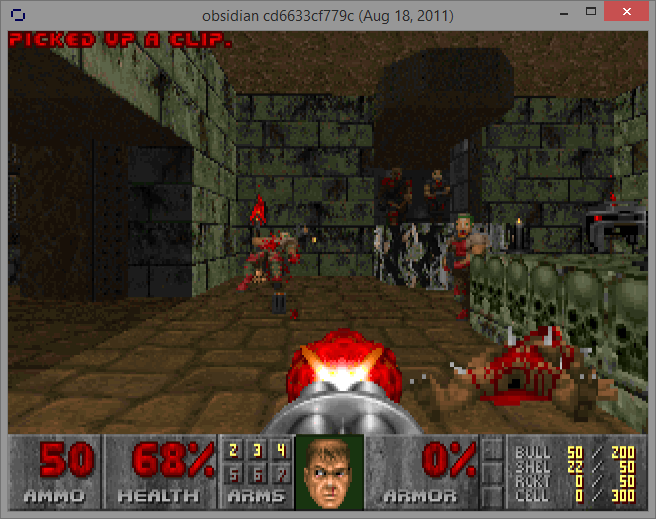 obsidian cd6633cf779c (Aug 18, 2011)
PICKED UP A CLIP.
50 68% 2 3 4 0% BULL 50 / 200
5 6 7 SHEL 22 / 50
RCKT 0 / 50
AMMO HEALTH ARMS ARMOR CELL 0 / 300